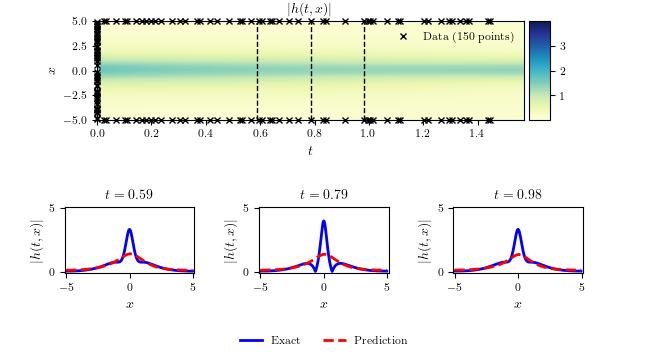 |h(t, x)|
5.0
2.5
0.0
−2.5
−5.0
x
× Data (150 points)
3
2
1
0.0 0.2 0.4 0.6 0.8 1.0 1.2 1.4
t
t = 0.59
t = 0.79
t = 0.98
|h(t, x)|
5
0
−5 0 5
x
|h(t, x)|
5
0
−5 0 5
x
|h(t, x)|
5
0
−5 0 5
x
Exact Prediction